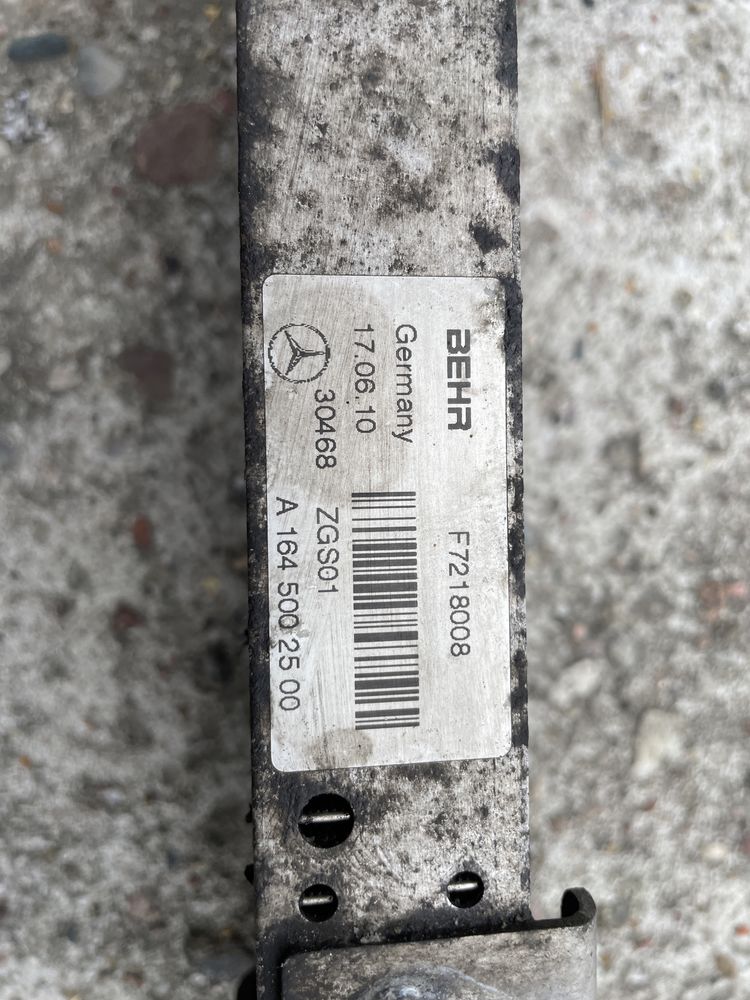 BEHR F7218008
Germany
17.06.10
30468 ZGS01
A 164 500 25 00